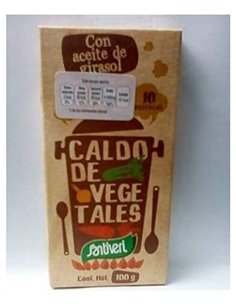 Con
aceite de
girasol
10
CALDO
DE
VEGE
TALES
Santiveri
Cont. Net. 100 g